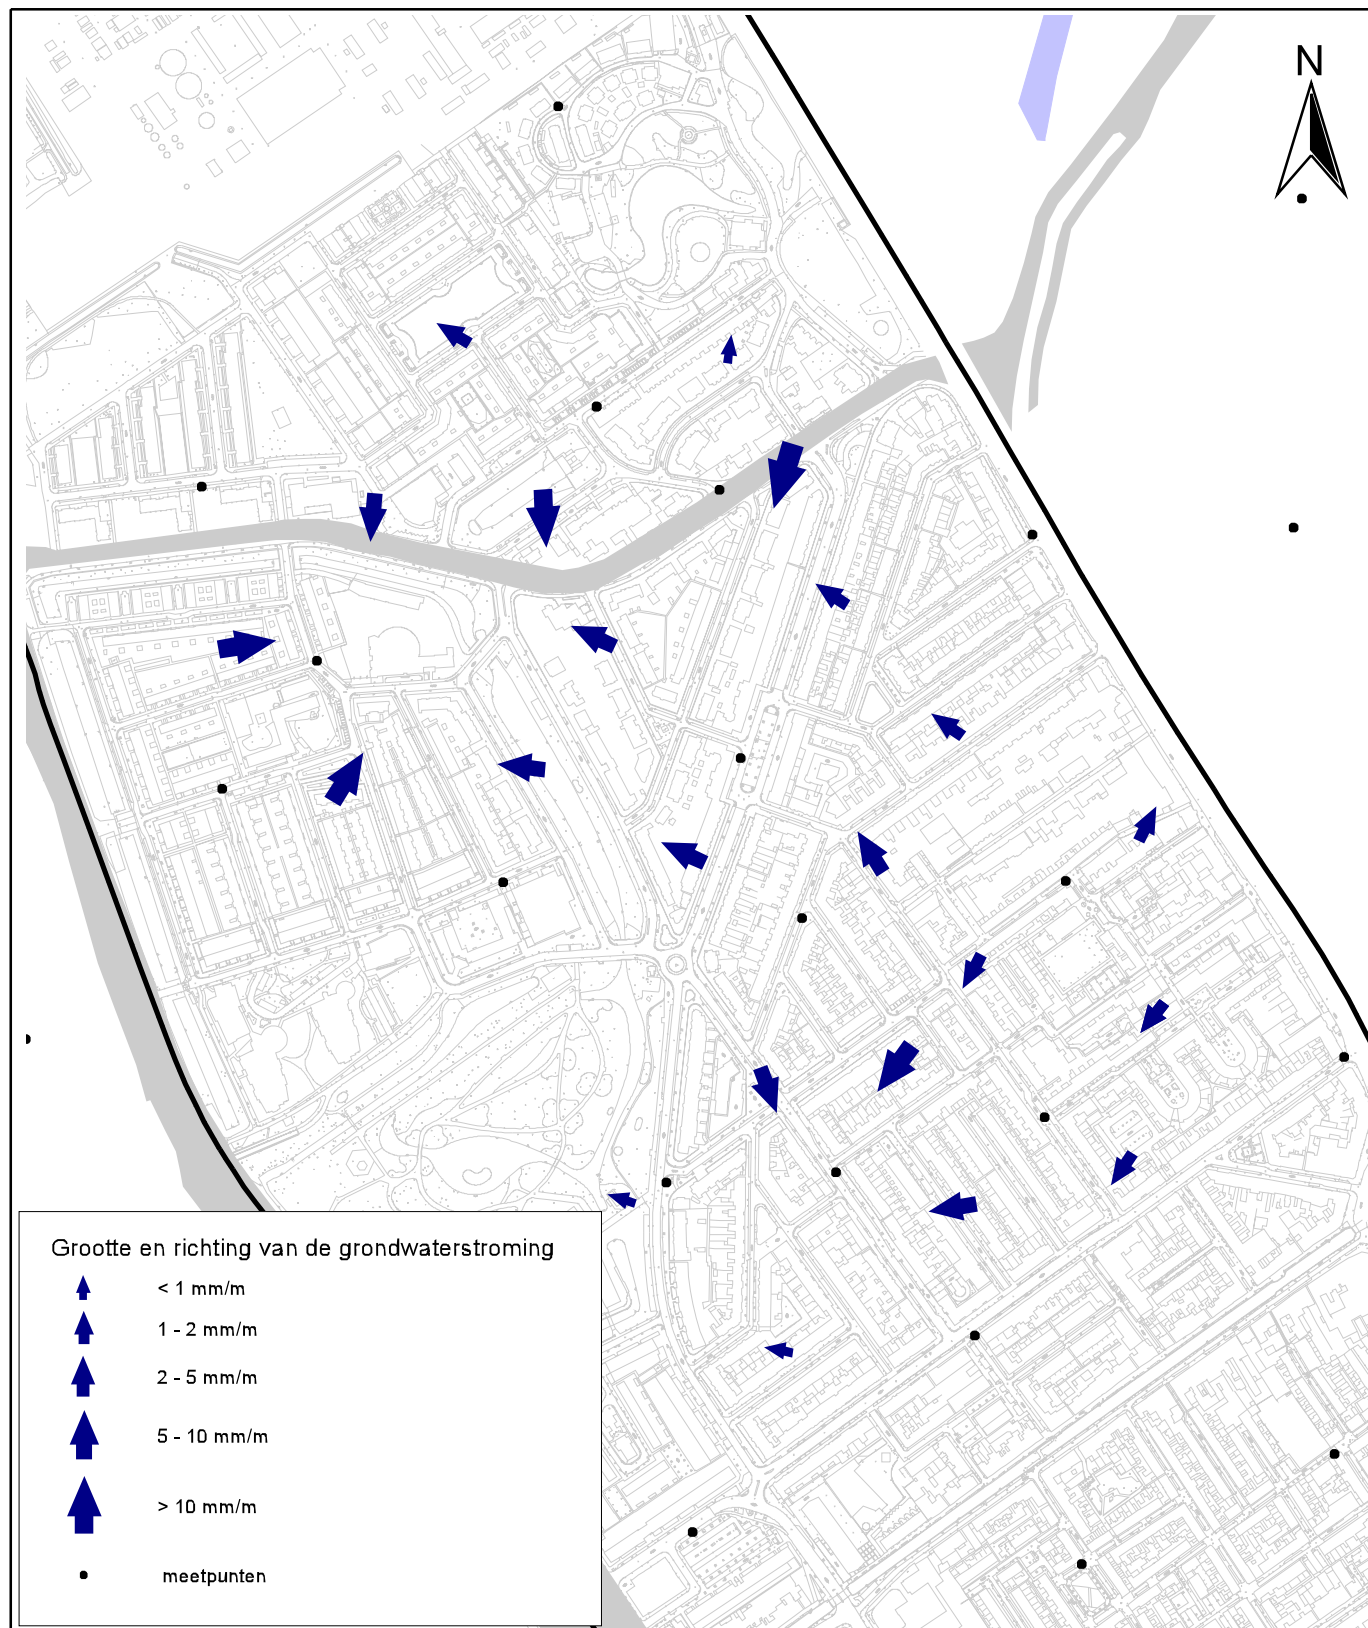 N
Grootte en richting van de grondwaterstroming
< 1 mm/m
1 - 2 mm/m
2 - 5 mm/m
5 - 10 mm/m
> 10 mm/m
meetpunten